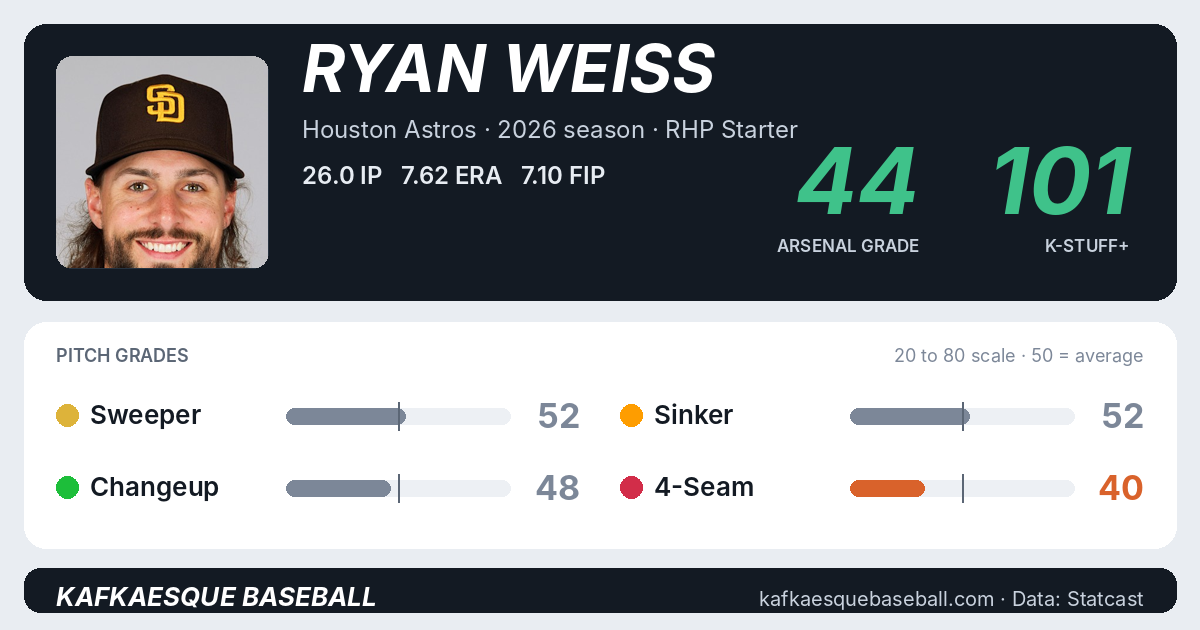 SD
RYAN WEISS
Houston Astros · 2026 season · RHP Starter
26.0 IP 7.62 ERA 7.10 FIP
44 101
ARSENAL GRADE K-STUFF+
PITCH GRADES 20 to 80 scale · 50 = average
Sweeper 52 Sinker 52
Changeup 48 4-Seam 40
KAFKAESQUE BASEBALL kafkaesquebaseball.com · Data: Statcast